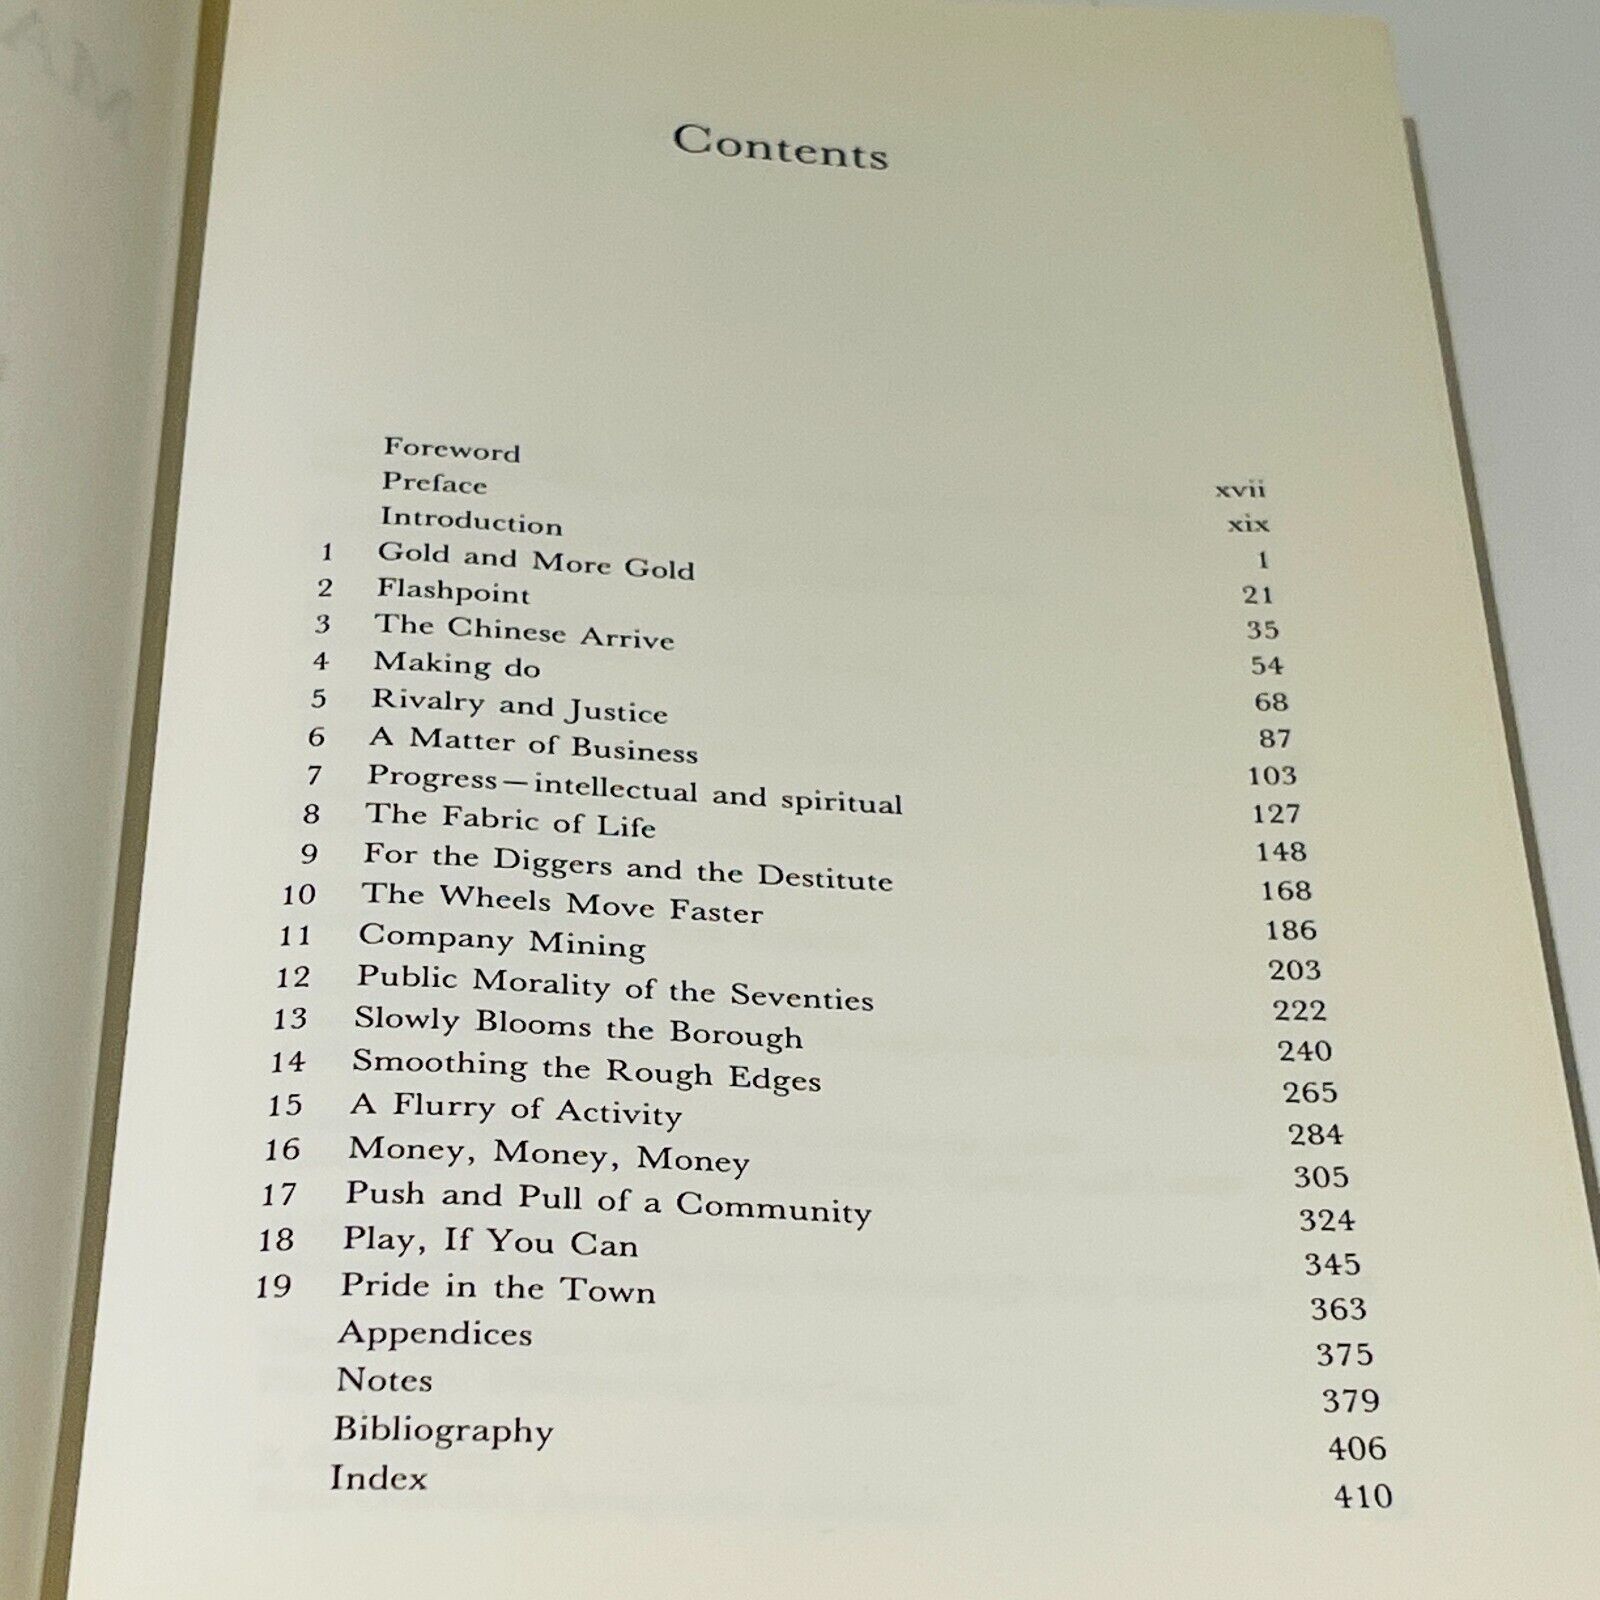 Contents
Foreword xvii
Preface xix
Introduction 1
1 Gold and More Gold 21
2 Flashpoint 35
3 The Chinese Arrive 54
4 Making do 68
5 Rivalry and Justice 87
6 A Matter of Business 103
7 Progress—intellectual and spiritual 127
8 The Fabric of Life 148
9 For the Diggers and the Destitute 168
10 The Wheels Move Faster 186
11 Company Mining 203
12 Public Morality of the Seventies 222
13 Slowly Blooms the Borough 240
14 Smoothing the Rough Edges 265
15 A Flurry of Activity 284
16 Money, Money, Money 305
17 Push and Pull of a Community 324
18 Play, If You Can 345
19 Pride in the Town 363
Appendices 375
Notes 379
Bibliography 406
Index 410